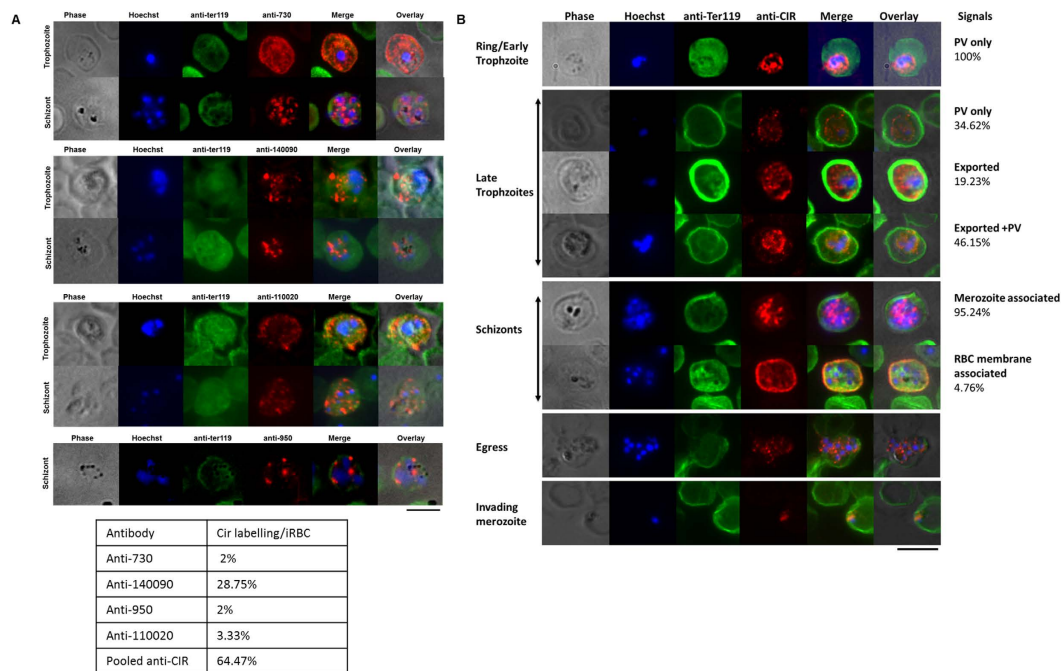 A
Phase Hoechst anti-ter119 anti-730 Merge Overlay
Trophozoite
Schizont
Phase Hoechst anti-ter119 anti-140090 Merge Overlay
Trophozoite
Schizont
Phase Hoechst anti-ter119 anti-110020 Merge Overlay
Trophozoite
Schizont
Phase Hoechst anti-ter119 anti-950 Merge Overlay
Schizont
Antibody Cir labelling/iRBC
Anti-730 2%
Anti-140090 28.75%
Anti-950 2%
Anti-110020 3.33%
Pooled anti-CIR 64.47%
B
Phase Hoechst anti-Ter119 anti-CIR Merge Overlay Signals
Ring/Early
Trophzoite
PV only
100%
Late
Trophzoites
PV only
34.62%
Exported
19.23%
Exported +PV
46.15%
Schizonts
Merozoite associated
95.24%
RBC membrane
associated
4.76%
Egress
Invading
merozoite